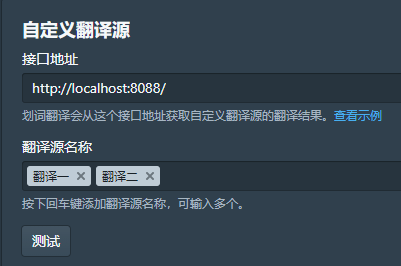 自定义翻译源
接口地址
http://localhost:8088/
划词翻译会从这个接口地址获取自定义翻译源的翻译结果。查看示例
翻译源名称
翻译一 × 翻译二 ×
按下回车键添加翻译源名称，可输入多个。
测试